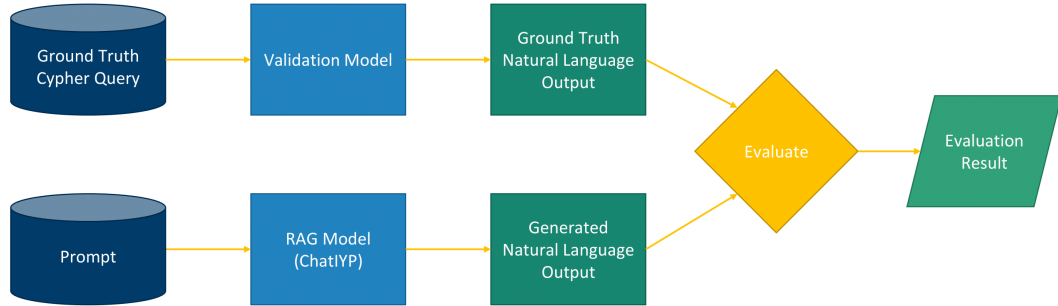 Ground Truth
Cypher Query
Validation Model
Ground Truth
Natural Language
Output
Evaluate
Evaluation
Result
Prompt
RAG Model
(ChatIYP)
Generated
Natural Language
Output